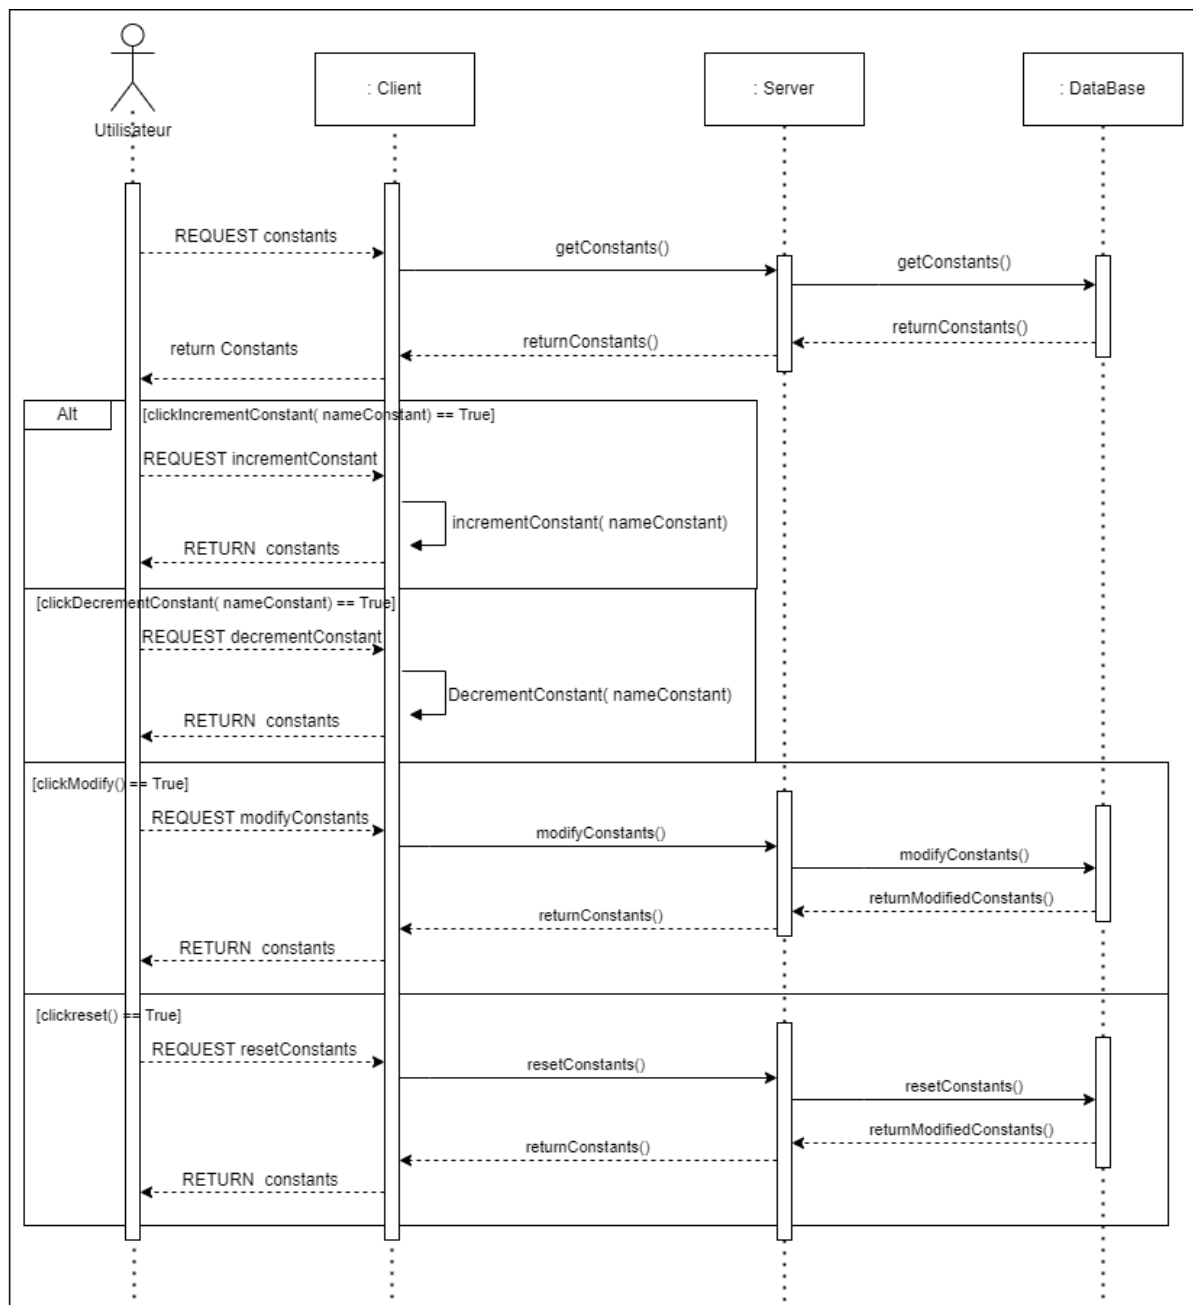 : Client
: Server
: DataBase
Utilisateur
REQUEST constants
getConstants()
getConstants()
returnConstants()
returnConstants()
return Constants
Alt
[clickIncrementConstant( nameConstant) == True]
REQUEST incrementConstant
incrementConstant( nameConstant)
RETURN  constants
[clickDecrementConstant( nameConstant) == True]
REQUEST decrementConstant
DecrementConstant( nameConstant)
RETURN  constants
[clickModify() == True]
REQUEST modifyConstants
modifyConstants()
modifyConstants()
returnModifiedConstants()
returnConstants()
RETURN  constants
[clickreset() == True]
REQUEST resetConstants
resetConstants()
resetConstants()
returnModifiedConstants()
returnConstants()
RETURN  constants